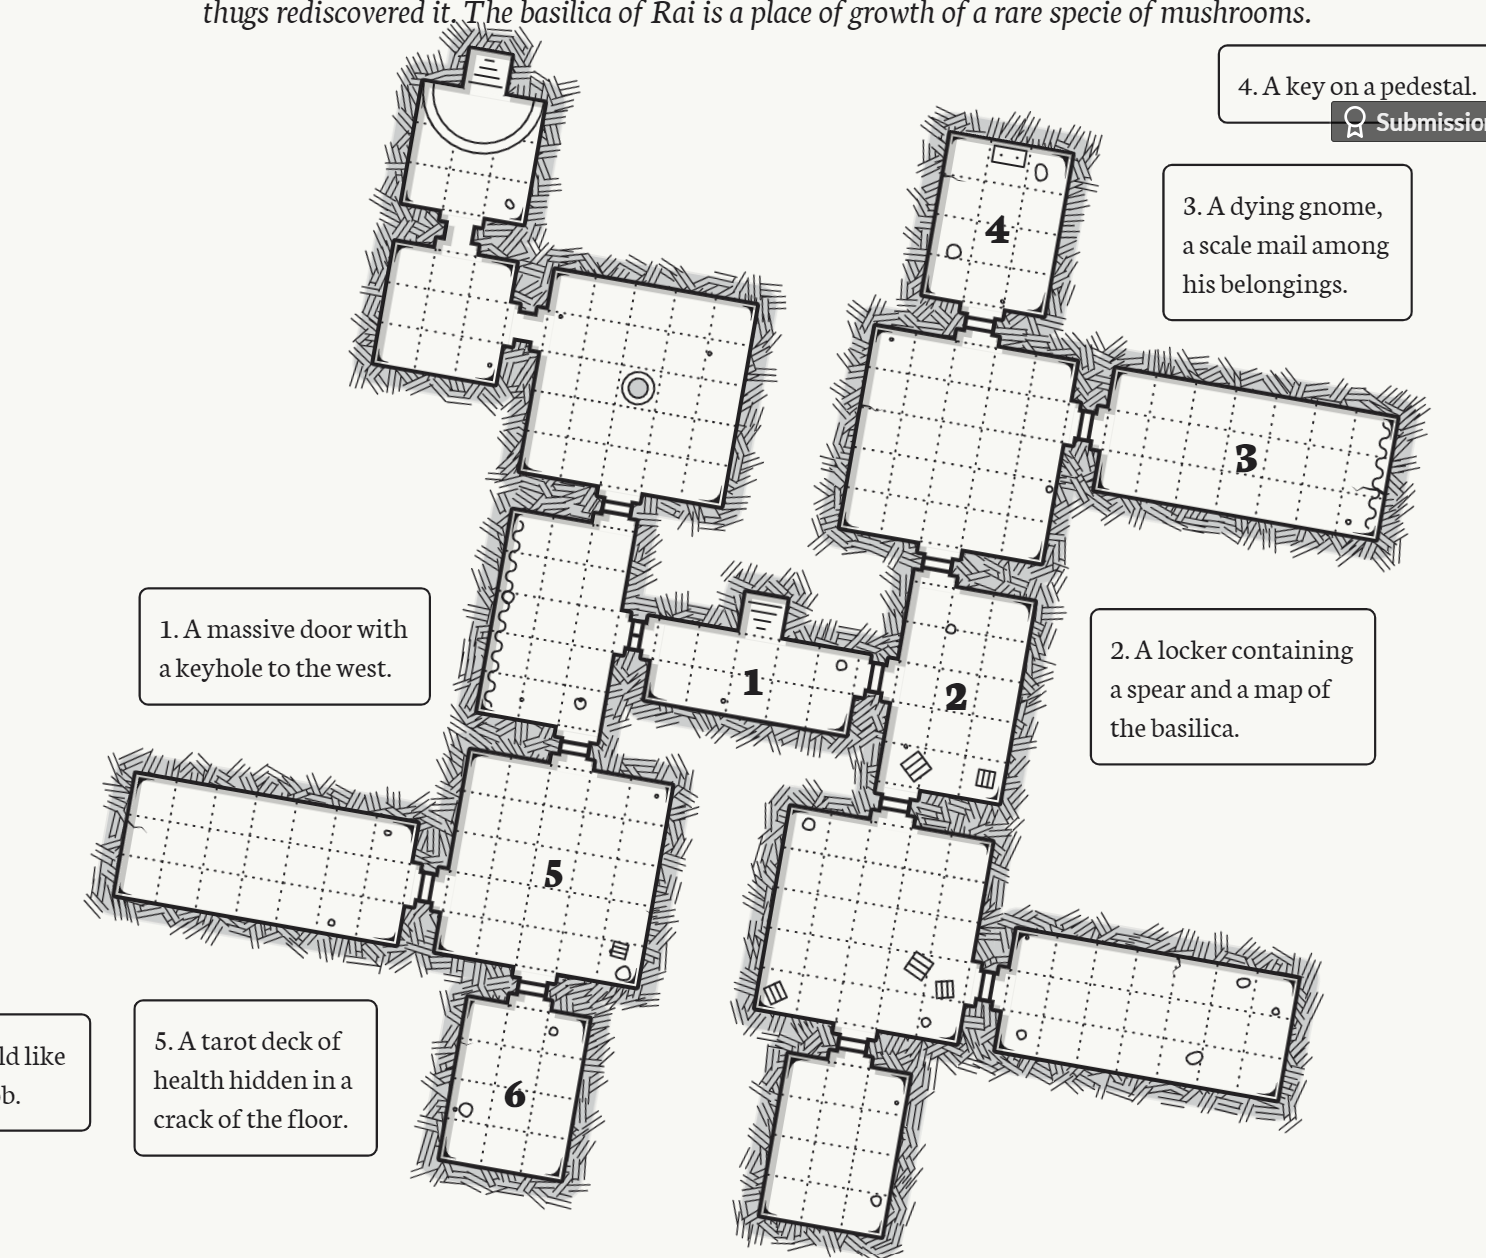 thugs rediscovered it. The basilica of Rai is a place of growth of a rare specie of mushrooms.
4. A key on a pedestal.
3. A dying gnome,
a scale mail among
his belongings.
4
3
1. A massive door with
a keyhole to the west.
2. A locker containing
a spear and a map of
the basilica.
1
2
5
5. A tarot deck of
health hidden in a
crack of the floor.
like
6